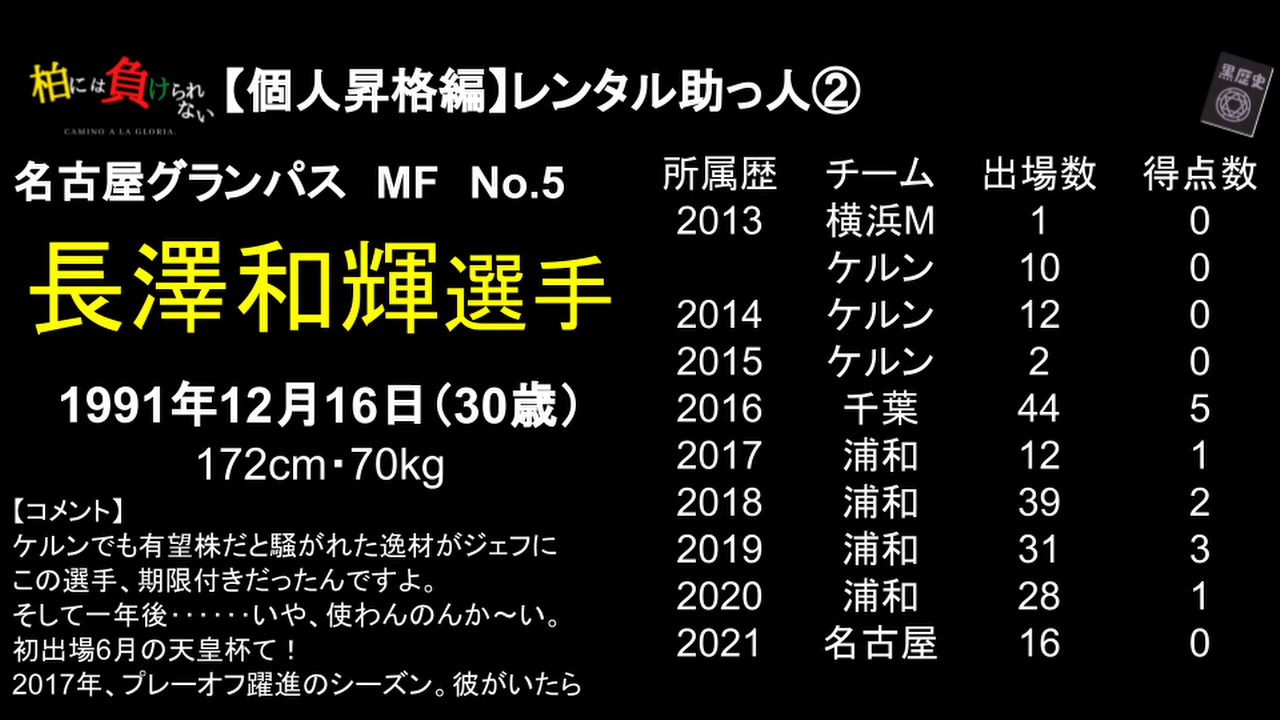 柏には負けられない
CAMINO A LA GLORIA.
【個人昇格編】レンタル助っ人②
黒歴史
名古屋グランパス MF No.5
長澤和輝選手
1991年12月16日（30歳）
172cm・70kg
【コメント】
ケルンでも有望株だと騒がれた逸材がジェフに
この選手、期限付きだったんですよ。
そして一年後‥‥‥いや、使わんのんか～い。
初出場6月の天皇杯て！
2017年、プレーオフ躍進のシーズン。彼がいたら
所属歴 チーム 出場数 得点数
2013 横浜M 1 0
ケルン 10 0
2014 ケルン 12 0
2015 ケルン 2 0
2016 千葉 44 5
2017 浦和 12 1
2018 浦和 39 2
2019 浦和 31 3
2020 浦和 28 1
2021 名古屋 16 0